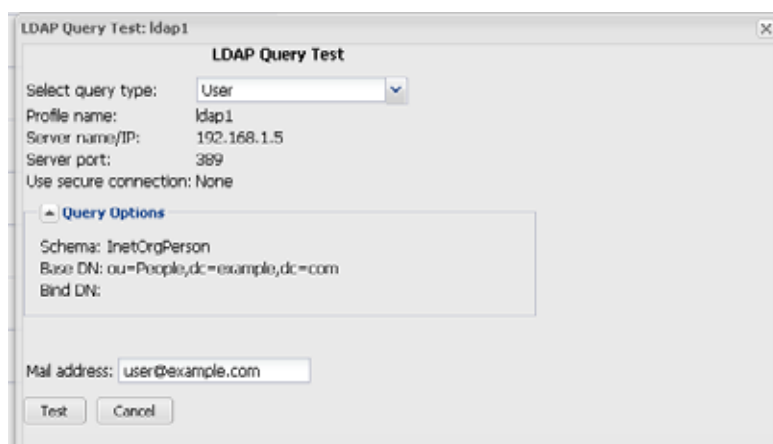 LDAP Query Test: ldap1
LDAP Query Test
Select query type: User
Profile name: ldap1
Server name/IP: 192.168.1.5
Server port: 389
Use secure connection: None
Query Options
Schema: InetOrgPerson
Base DN: ou=People,dc=example,dc=com
Bind DN:
Mail address: user@example.com
Test Cancel